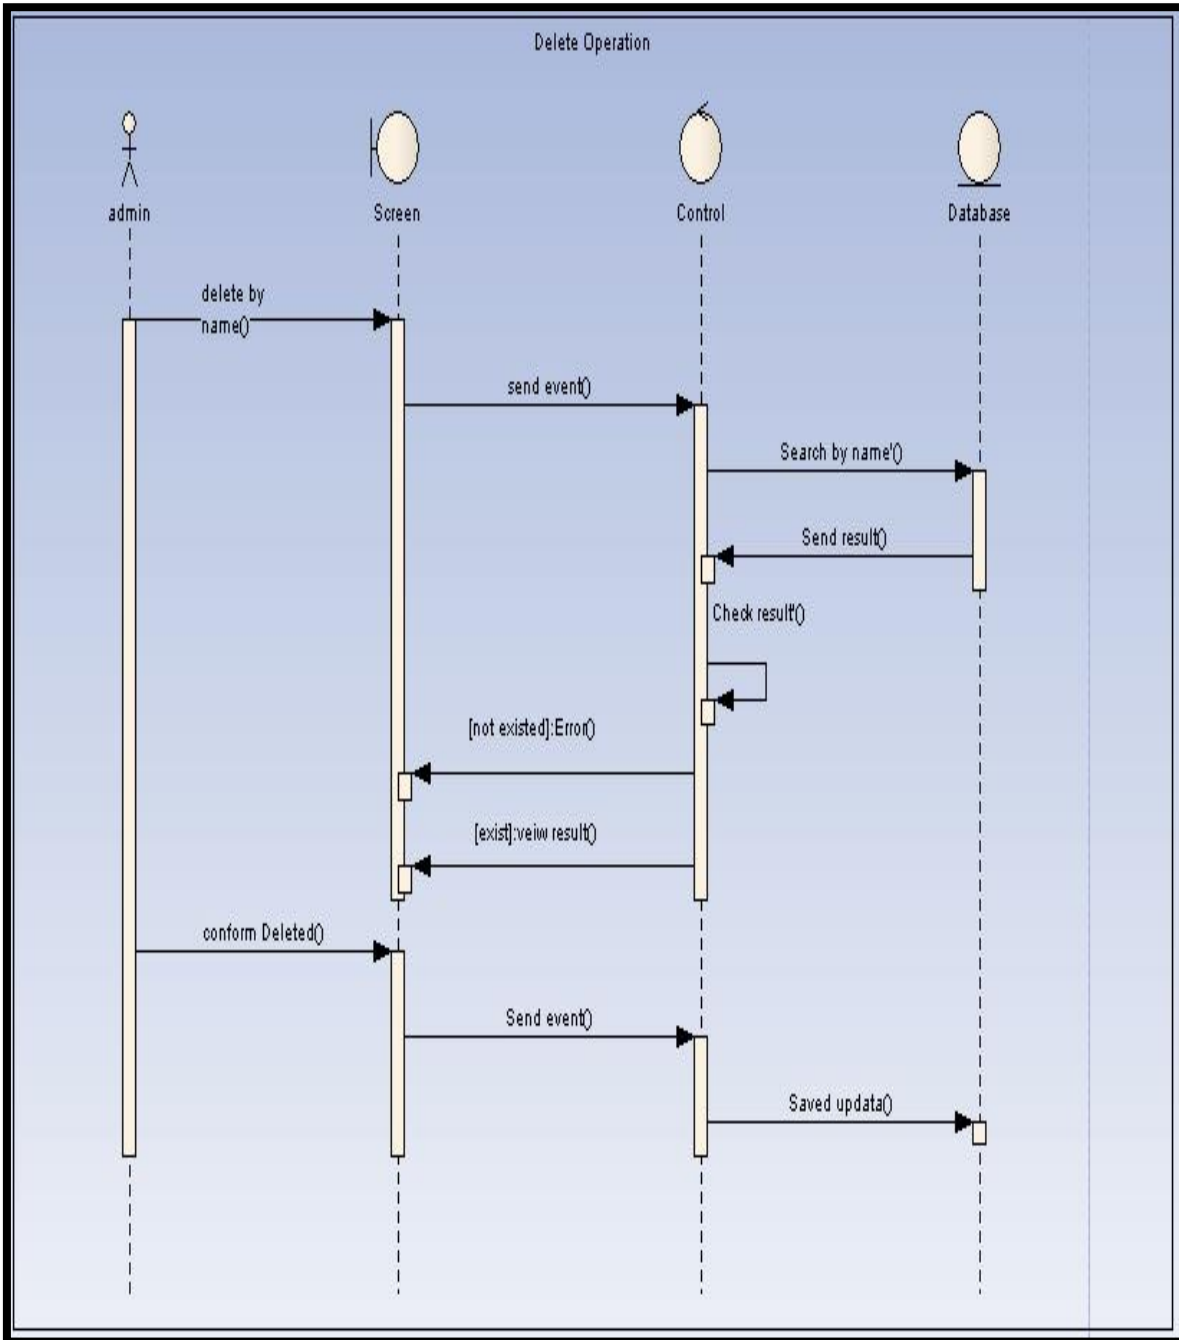 Delete Operation
admin
Screen
Control
Database
delete by
name()
send event()
Search by name'()
Send result()
Check result'()
[not existed]:Error()
[exist]:veiw result()
conform Deleted()
Send event()
Saved updata()